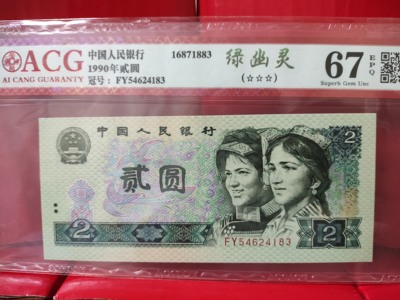 ACG
AI CANG GUARANTY
中国人民银行 16871883
1990年贰圆
冠号: FY54624183
绿幽灵
(☆☆☆)
67 EPQ
Superb Gem Unc
中国人民银行
2
贰圆
FY54624183
2
2